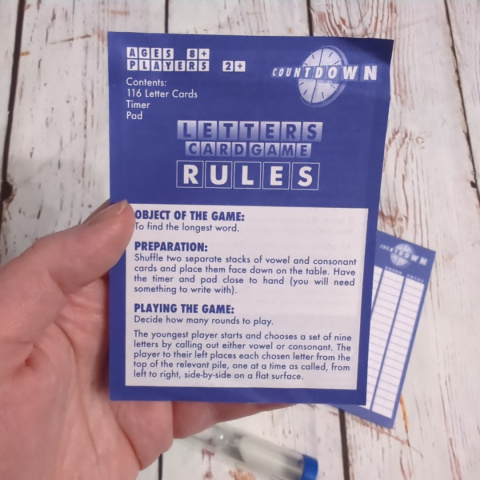 AGES 8+
PLAYERS 2+
COUNTDOWN
Contents:
116 Letter Cards
Timer
Pad
LETTERS
CARD GAME
RULES
OBJECT OF THE GAME:
To find the longest word.
PREPARATION:
Shuffle two separate stacks of vowel and consonant
cards and place them face down on the table. Have
the timer and pad close to hand (you will need
something to write with).
PLAYING THE GAME:
Decide how many rounds to play.
The youngest player starts and chooses a set of nine
letters by calling out either vowel or consonant. The
player to their left places each chosen letter from the
top of the relevant pile, one at a time as called, from
left to right, side-by-side on a flat surface.
COUNTDOWN